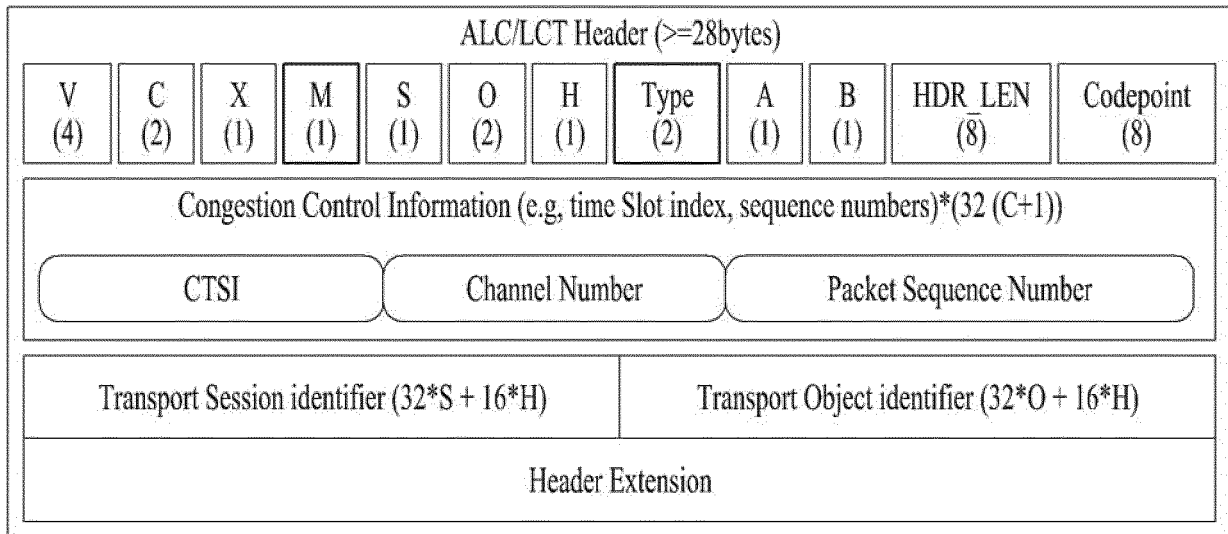 ALC/LCT Header (>=28bytes)
V C X M S O H Type A B HDR_LEN Codepoint
(4) (2) (1) (1) (1) (2) (1) (2) (1) (1) (8) (8)
Congestion Control Information (e.g, time Slot index, sequence numbers)*(32 (C+1))
CTSI Channel Number Packet Sequence Number
Transport Session identifier (32*S + 16*H) Transport Object identifier (32*O + 16*H)
Header Extension